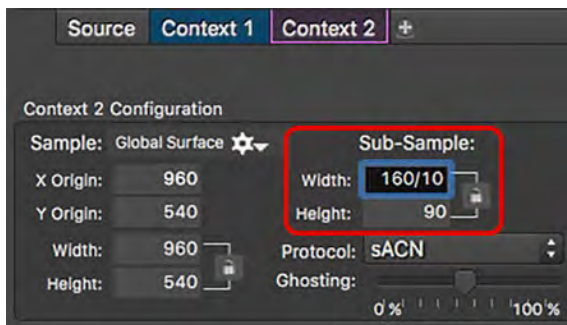 Source Context 1 Context 2 +
Context 2 Configuration
Sample: Global Surface Sub-Sample:
X Origin: 960 Width: 160/10
Y Origin: 540 Height: 90
Width: 960 Protocol: sACN
Height: 540 Ghosting:
0% 100%